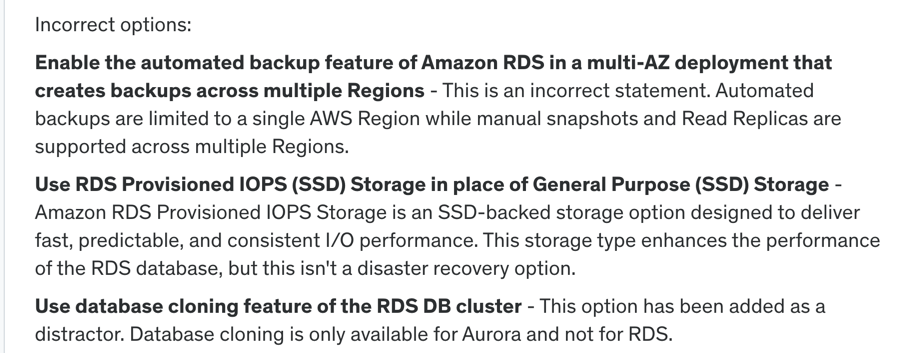 Incorrect options:
Enable the automated backup feature of Amazon RDS in a multi-AZ deployment that
creates backups across multiple Regions - This is an incorrect statement. Automated
backups are limited to a single AWS Region while manual snapshots and Read Replicas are
supported across multiple Regions.
Use RDS Provisioned IOPS (SSD) Storage in place of General Purpose (SSD) Storage -
Amazon RDS Provisioned IOPS Storage is an SSD-backed storage option designed to deliver
fast, predictable, and consistent I/O performance. This storage type enhances the performance
of the RDS database, but this isn't a disaster recovery option.
Use database cloning feature of the RDS DB cluster - This option has been added as a
distractor. Database cloning is only available for Aurora and not for RDS.